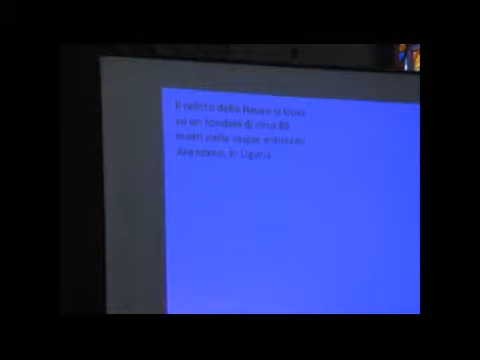 Il relitto della Haven si trova
su un fondale di circa 80
metri nelle acque antistanti
Arenzano, in Liguria